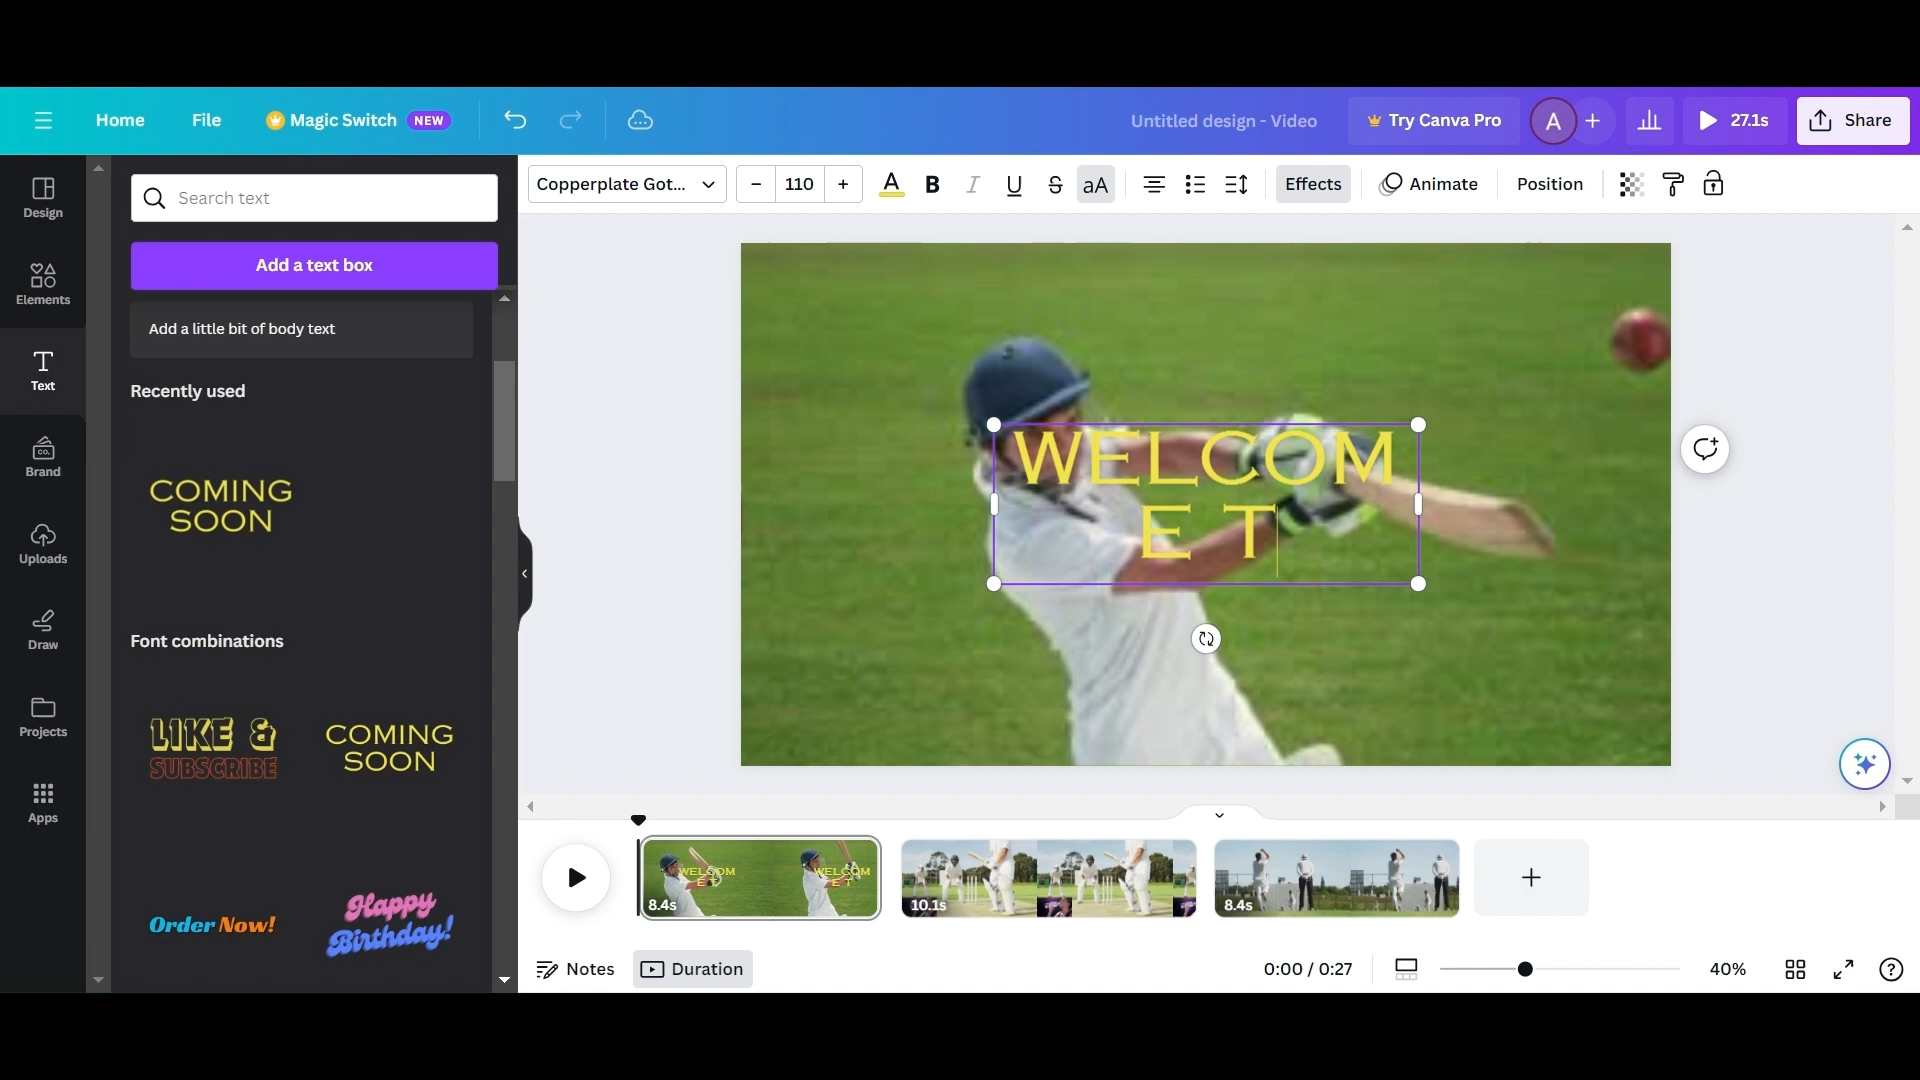 Home
File
Magic Switch
NEW
Untitled design - Video
Try Canva Pro
A
27.1s
Share
Design
Elements
Text
Brand
Uploads
Draw
Projects
Apps
Search text
Add a text box
Add a little bit of body text
Recently used
COMING
SOON
Font combinations
LIKE &
SUBSCRIBE
COMING
SOON
Order Now!
Happy
Birthday!
Copperplate Got...
110
A
B
I
U
S
aA
Effects
Animate
Position
WELCOM
E T
WELCOM
E T
WELCOM
E T
8.4s
10.1s
8.4s
Notes
Duration
0:00 / 0:27
40%